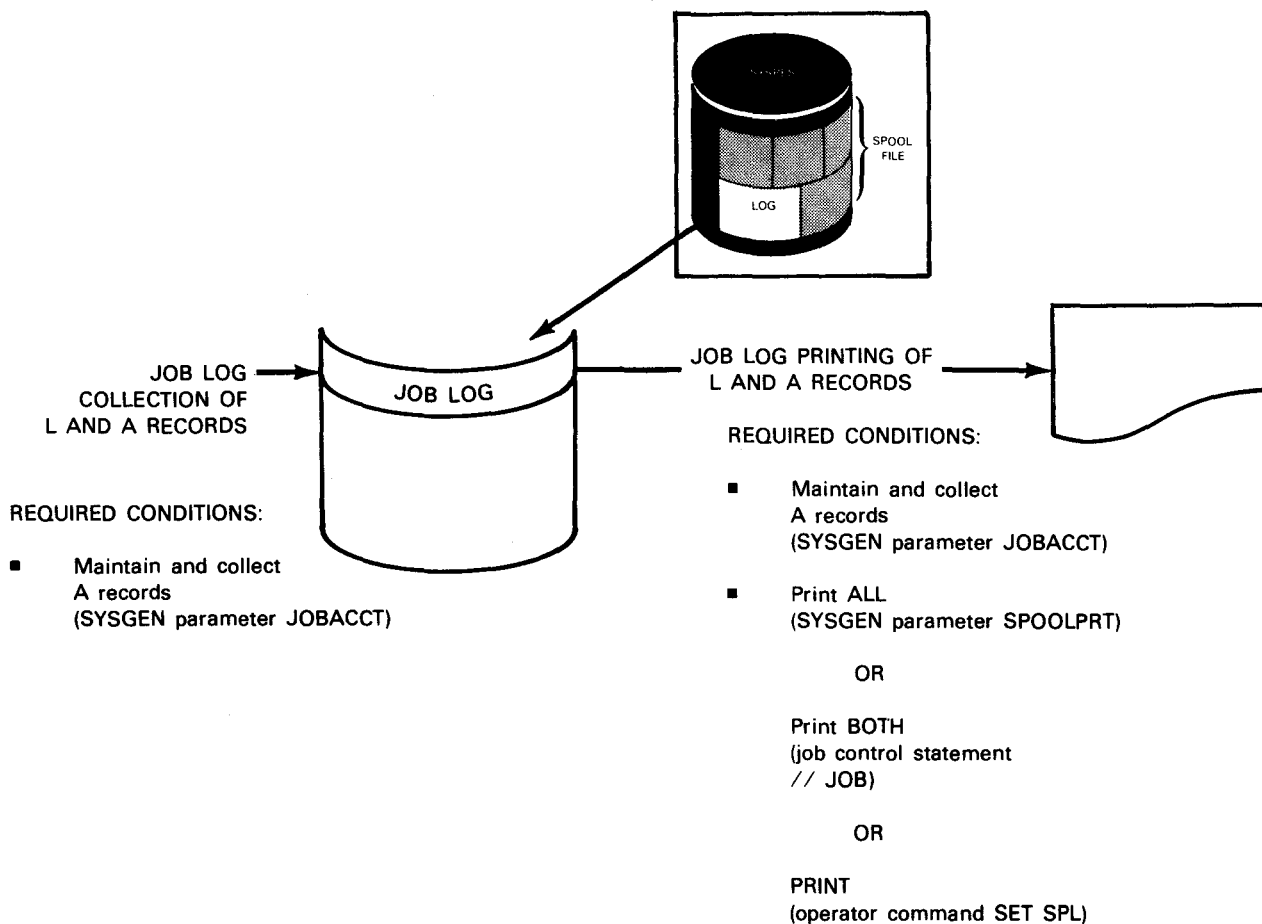 SPOOL
FILE
LOG
JOB LOG
COLLECTION OF
L AND A RECORDS
JOB LOG
JOB LOG PRINTING OF
L AND A RECORDS
REQUIRED CONDITIONS:
■ Maintain and collect
A records
(SYSGEN parameter JOBACCT)
REQUIRED CONDITIONS:
■ Maintain and collect
A records
(SYSGEN parameter JOBACCT)
■ Print ALL
(SYSGEN parameter SPOOLPRT)
OR
Print BOTH
(job control statement
// JOB)
OR
PRINT
(operator command SET SPL)